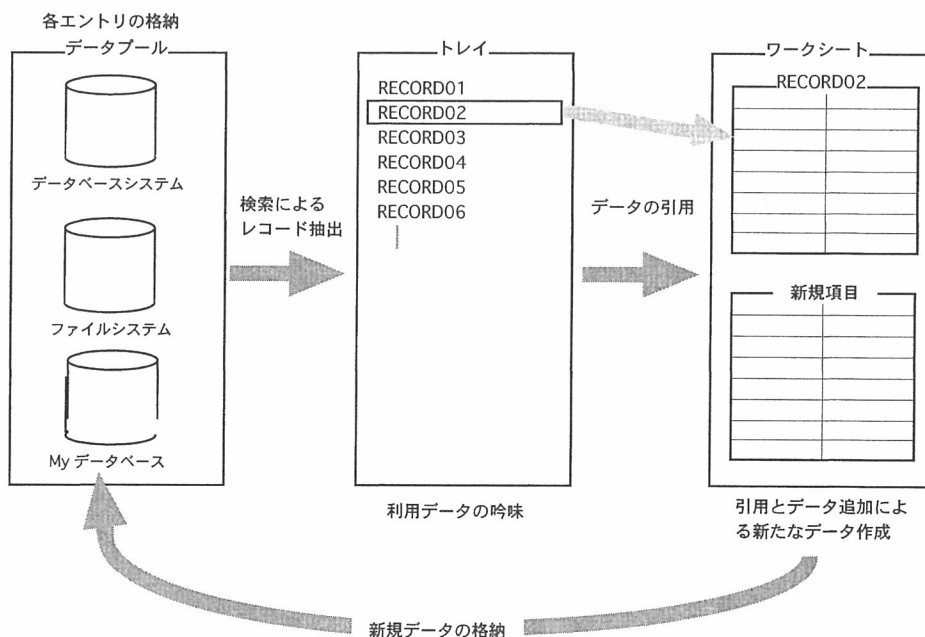 各エントリの格納
データプール
データベースシステム
ファイルシステム
My データベース
検索による
レコード抽出
トレイ
RECORD01
RECORD02
RECORD03
RECORD04
RECORD05
RECORD06
利用データの吟味
データの引用
ワークシート
RECORD02
新規項目
引用とデータ追加によ
る新たなデータ作成
新規データの格納